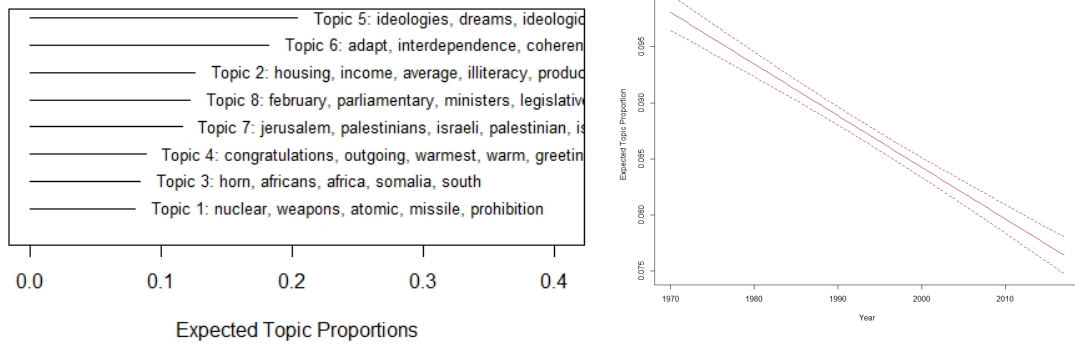 Topic 5: ideologies, dreams, ideologic
Topic 6: adapt, interdependence, coheren
Topic 2: housing, income, average, illiteracy, produc
Topic 8: february, parliamentary, ministers, legislativ
Topic 7: jerusalem, palestinians, israeli, palestinian, is
Topic 4: congratulations, outgoing, warmest, warm, greetin
Topic 3: horn, africans, africa, somalia, south
Topic 1: nuclear, weapons, atomic, missile, prohibition
0.0 0.1 0.2 0.3 0.4
Expected Topic Proportions
Expected Topic Proportion
0.095
0.090
0.085
0.080
0.075
1970 1980 1990 2000 2010
Year